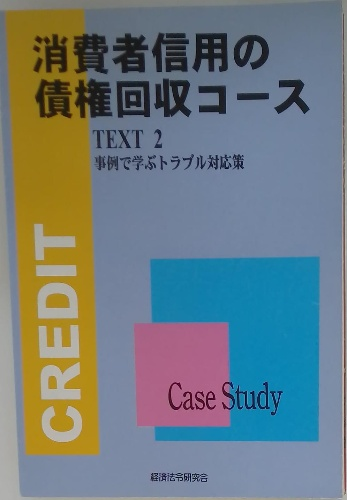 消費者信用の
債権回収コース
TEXT 2
事例で学ぶトラブル対応策
CREDIT
Case Study
経済法令研究会